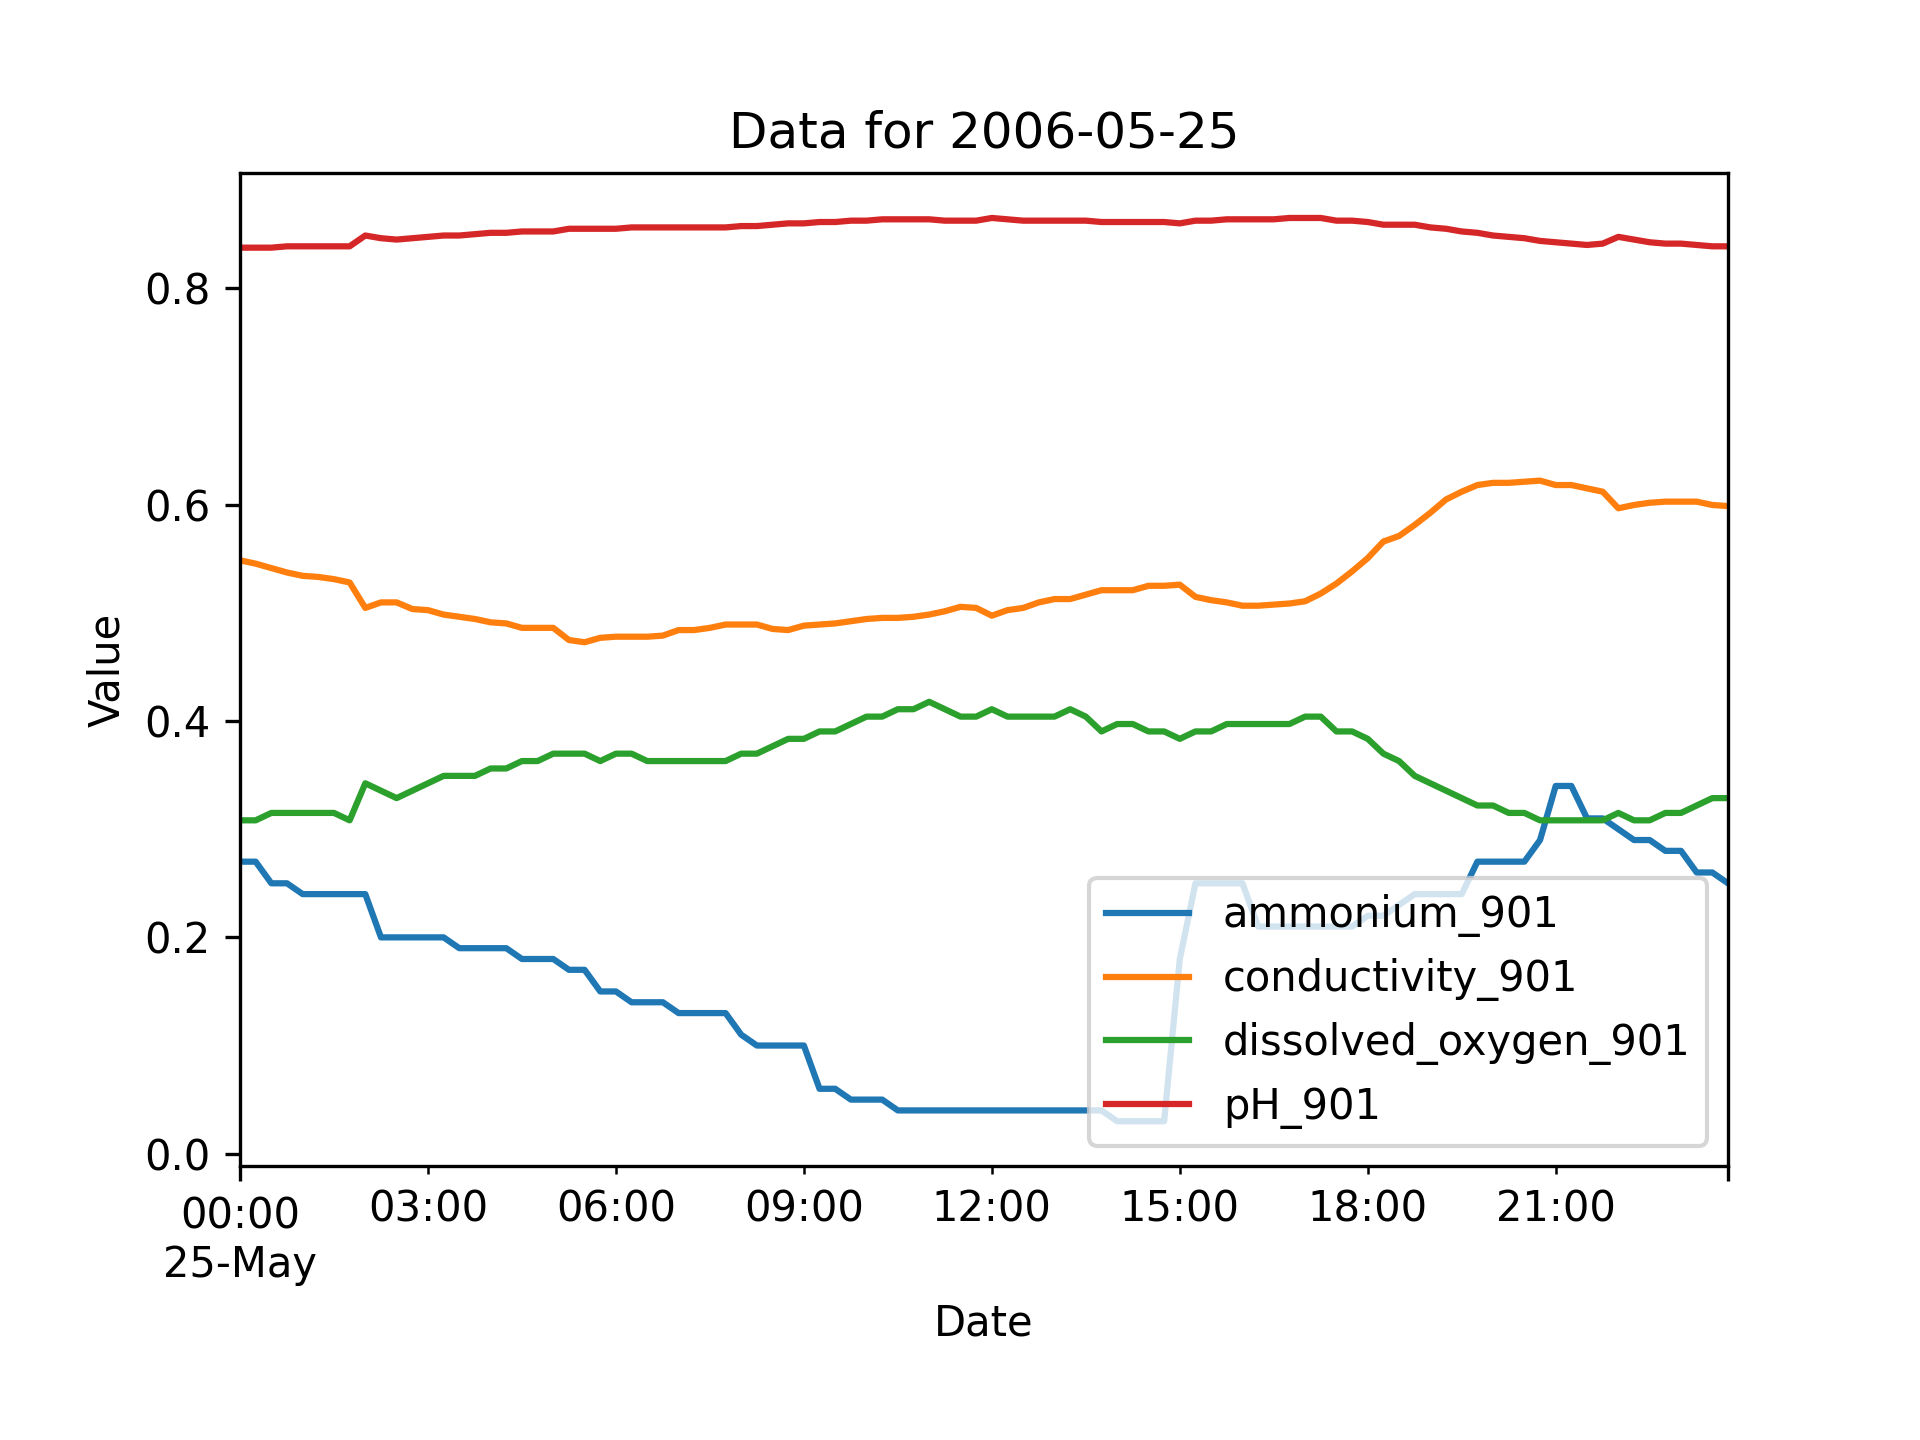 Data for 2006-05-25
Value
0.8
0.6
0.4
0.2
0.0
ammonium_901
conductivity_901
dissolved_oxygen_901
pH_901
00:00 03:00 06:00 09:00 12:00 15:00 18:00 21:00
25-May
Date